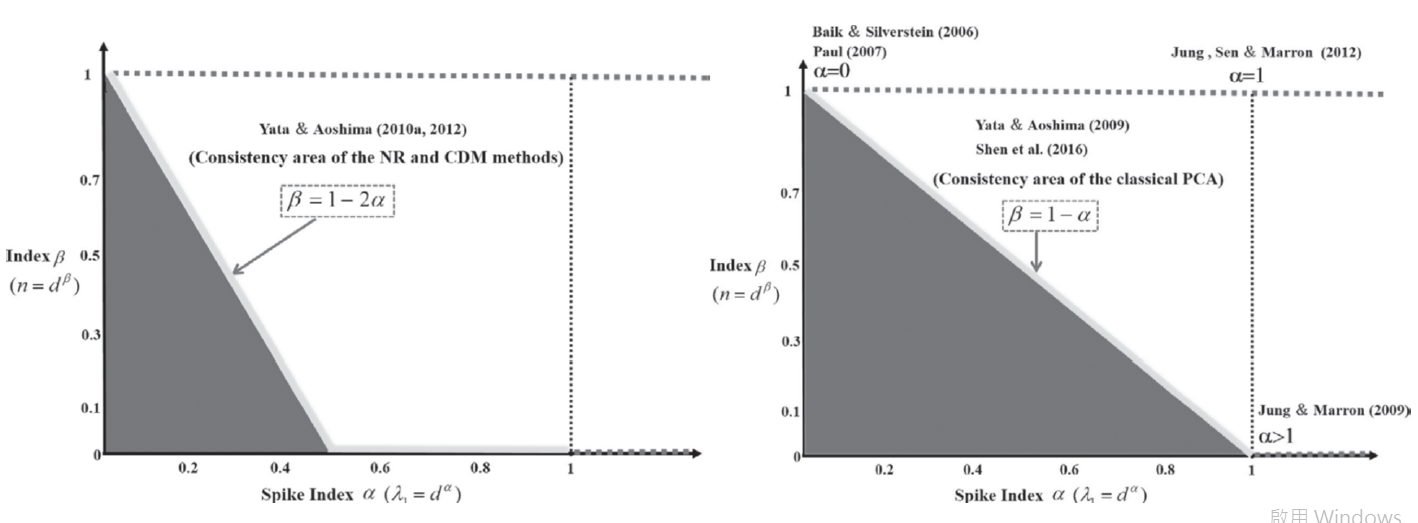 1
Yata & Aoshima (2010a, 2012)
(Consistency area of the NR and CDM methods)
0.7
β = 1 − 2α
Index β
(n = d^β)
0.5
0.3
0.1
0
0.2
0.4
0.6
0.8
1
Spike Index α (λ₁ = d^α)
Baik & Silverstein (2006)
Paul (2007)
α=0
Jung , Sen & Marron (2012)
α=1
1
Yata & Aoshima (2009)
Shen et al. (2016)
(Consistency area of the classical PCA)
0.7
β = 1 − α
Index β
(n = d^β)
0.5
0.3
0.1
Jung & Marron (2009)
α>1
0
0.2
0.4
0.6
0.8
1
Spike Index α (λ₁ = d^α)
啟用 Windows